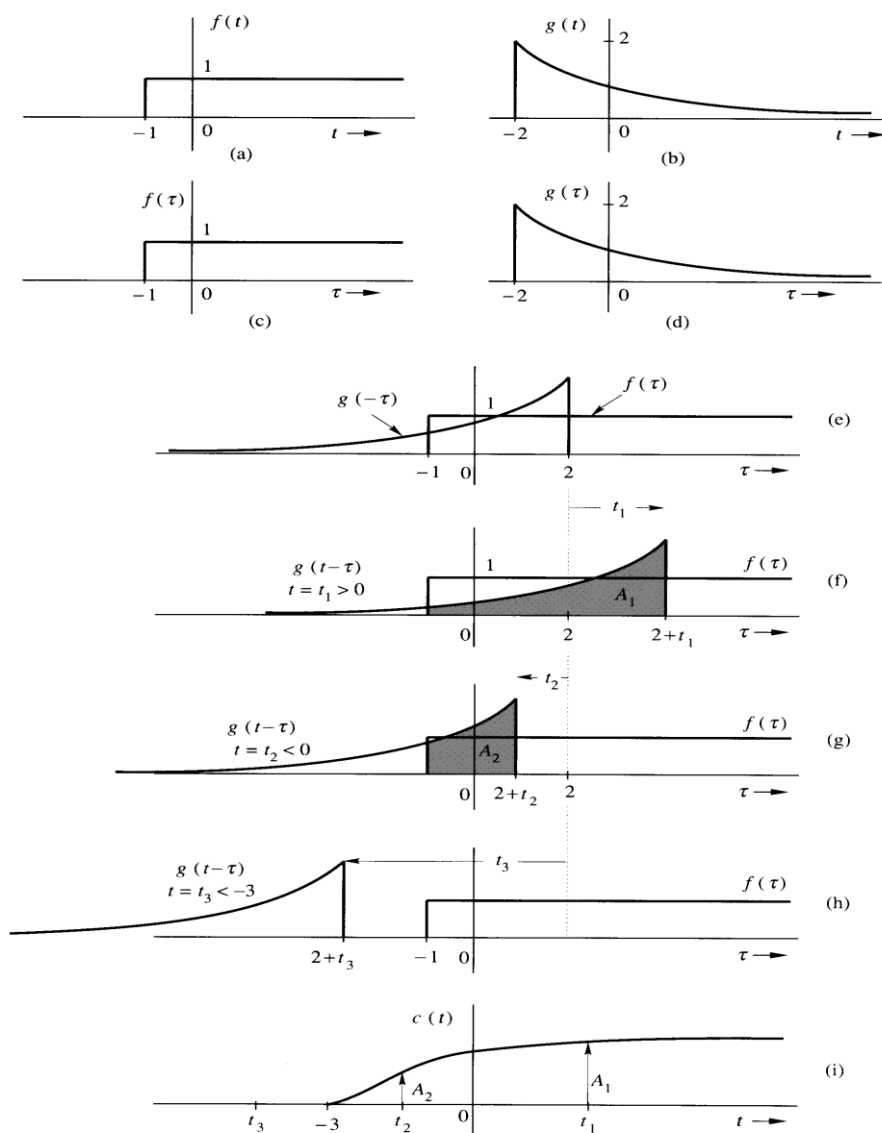 f(t)
1
−1
0
t
(a)
g(t)
2
−2
0
t
(b)
f(τ)
1
−1
0
τ
(c)
g(τ)
2
−2
0
τ
(d)
g(−τ)
1
f(τ)
(e)
−1
0
2
τ
t₁
g(t−τ)
t = t₁ > 0
1
f(τ)
(f)
A₁
0
2
2+t₁
τ
t₂
g(t−τ)
t = t₂ < 0
f(τ)
(g)
A₂
0
2+t₂
2
τ
g(t−τ)
t = t₃ < −3
t₃
f(τ)
(h)
2+t₃
−1
0
τ
c(t)
(i)
A₂
A₁
t₃
−3
t₂
0
t₁
t